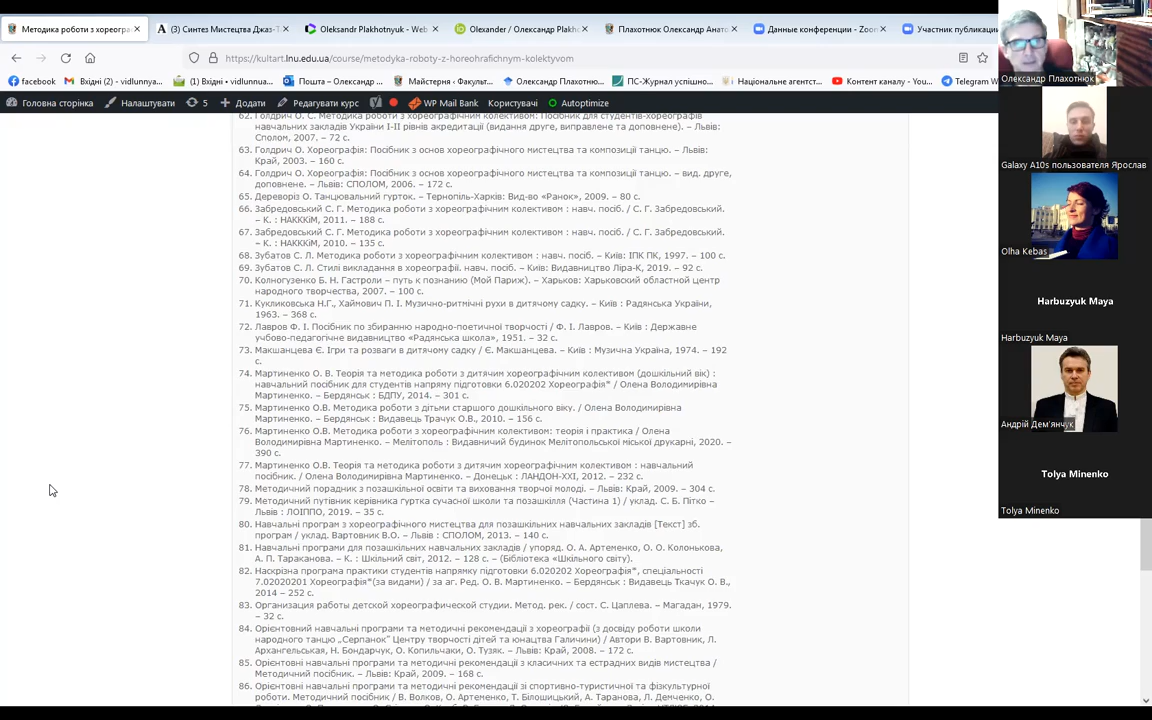 Методика роботи з хореогра
(3) Синтез Мистецтва Джаз-Т
Oleksandr Plakhotnyuk - Web
Olexander / Олександр Plakh
Плахотнюк Олександр Анато
Данные конференции - Zoom
Участник публикации
https://kultart.lnu.edu.ua/course/metodyka-roboty-z-horeohrafichnym-kolektyvom
facebook
Вхідні (2) - vidlunnya...
(1) Вхідні - vidlunnua...
Пошта – Олександр ...
Майстерня - Facebook
Олександр Плахотню...
ПС-Журнал успішно...
Національне агентст...
Контент каналу - You...
Telegram W
Головна сторінка
Налаштувати
5
Додати
Редагувати курс
WP Mail Bank
Користувачі
Autoptimize
62. Голдрич О. С. Методика роботи з хореографічним колективом: Посібник для студентів-хореографів
навчальних закладів України І-ІІ рівнів акредитації (видання друге, виправлене та доповнене). – Львів:
Сполом, 2007. – 72 с.
63. Голдрич О. Хореографія: Посібник з основ хореографічного мистецтва та композиції танцю. – Львів:
Край, 2003. – 160 с.
64. Голдрич О. Хореографія: Посібник з основ хореографічного мистецтва та композиції танцю. – вид. друге,
доповнене. – Львів: СПОЛОМ, 2006. – 172 с.
65. Дереворіз О. Танцювальний гурток. – Тернопіль-Харків: Вид-во «Ранок», 2009. – 80 с.
66. Забредовський С. Г. Методика роботи з хореографічним колективом : навч. посіб. / С. Г. Забредовський.
– К. : НАКККіМ, 2011. – 188 с.
67. Забредовський С. Г. Методика роботи з хореографічним колективом : навч. посіб. / С. Г. Забредовський.
– К. : НАКККіМ, 2010. – 135 с.
68. Зубатов С. Л. Методики роботи з хореографічним колективом : навч. посіб. – Київ: ІПК ПК, 1997. – 100 с.
69. Зубатов С. Л. Стилі викладання в хореографії. навч. посіб. – Київ: Видавництво Ліра-К, 2019. – 92 с.
70. Колногузенко Б. Н. Гастроли – путь к познанию (Мой Париж). – Харьков: Харьковский областной центр
народного творчества, 2007. – 100 с.
71. Кукликовська Н.Г., Хаймович П. І. Музично-ритмічні рухи в дитячому садку. – Київ : Радянська України,
1963. – 368 с.
72. Лавров Ф. І. Посібник по збиранню народно-поетичної творчості / Ф. І. Лавров. – Київ : Державне
учбово-педагогічне видавництво «Радянська школа», 1951. – 32 с.
73. Макшанцева Є. Ігри та розваги в дитячому садку / Є. Макшанцева. – Київ : Музична Україна, 1974. – 192
с.
74. Мартиненко О. В. Теорія та методика роботи з дитячим хореографічним колективом (дошкільний вік) :
навчальний посібник для студентів напряму підготовки 6.020202 Хореографія* / Олена Володимирівна
Мартиненко. – Бердянськ : БДПУ, 2014. – 301 с.
75. Мартиненко О.В. Методика роботи з дітьми старшого дошкільного віку. / Олена Володимирівна
Мартиненко. – Бердянськ : Видавець Трачук О.В., 2010. – 156 с.
76. Мартиненко О.В. Методика роботи з хореографічним колективом: теорія і практика / Олена
Володимирівна Мартиненко. – Мелітополь : Видавничий будинок Мелітопольської міської друкарні, 2020. –
390 с.
77. Мартиненко О.В. Теорія та методика роботи з дитячим хореографічним колективом : навчальний
посібник. / Олена Володимирівна Мартиненко. – Донецьк : ЛАНДОН-ХХІ, 2012. – 232 с.
78. Методичний порадник з позашкільної освіти та виховання творчої молоді. – Львів: Край, 2009. – 304 с.
79. Методичний путівник керівника гуртка сучасної школи та позашкілля (Частина 1) / уклад. С. Б. Пітко –
Львів : ЛОІППО, 2019. – 35 с.
80. Навчальні програм з хореографічного мистецтва для позашкільних навчальних закладів [Текст] зб.
програм / уклад. Вартовник В.О. – Львів : СПОЛОМ, 2013. – 140 с.
81. Навчальні програми для позашкільних навчальних закладів / упоряд. О. А. Артеменко, О. О. Колонькова,
А. П. Тараканова. – К. : Шкільний світ, 2012. – 128 с. – (Бібліотека «Шкільного світу).
82. Наскрізна програма практики студентів напрямку підготовки 6.020202 Хореографія*, спеціальності
7.02020201 Хореографія*(за видами) / за аг. Ред. О. В. Мартиненко. – Бердянськ : Видавець Ткачук О. В.,
2014 – 252 с.
83. Организация работы детской хореографической студии. Метод. рек. / сост. С. Цаплева. – Магадан, 1979.
– 32 с.
84. Орієнтовний навчальні програми та методичні рекомендації з хореографії (з досвіду роботи школи
народного танцю „Серпанок" Центру творчості дітей та юнацтва Галичини) / Автори В. Вартовник, Л.
Архангельська, Н. Бондарчук, О. Копильчаки, О. Тузяк. – Львів: Край, 2008. – 172 с.
85. Орієнтовні навчальні програми та методичні рекомендації з класичних та естрадних видів мистецтва /
Методичний посібник. – Львів: Край, 2009. – 168 с.
86. Орієнтовні навчальні програми та методичні рекомендації зі спортивно-туристичної та фізкультурної
роботи. Методичний посібник / В. Волков, О. Артеменко, Т. Білошицький, А. Таранова, Л. Демченко, О.
Олександр Плахотнюк
Galaxy A10s пользователя Ярослав
Olha Kebas
Harbuzyuk Maya
Harbuzyuk Maya
Андрій Дем'янчук
Tolya Minenko
Tolya Minenko